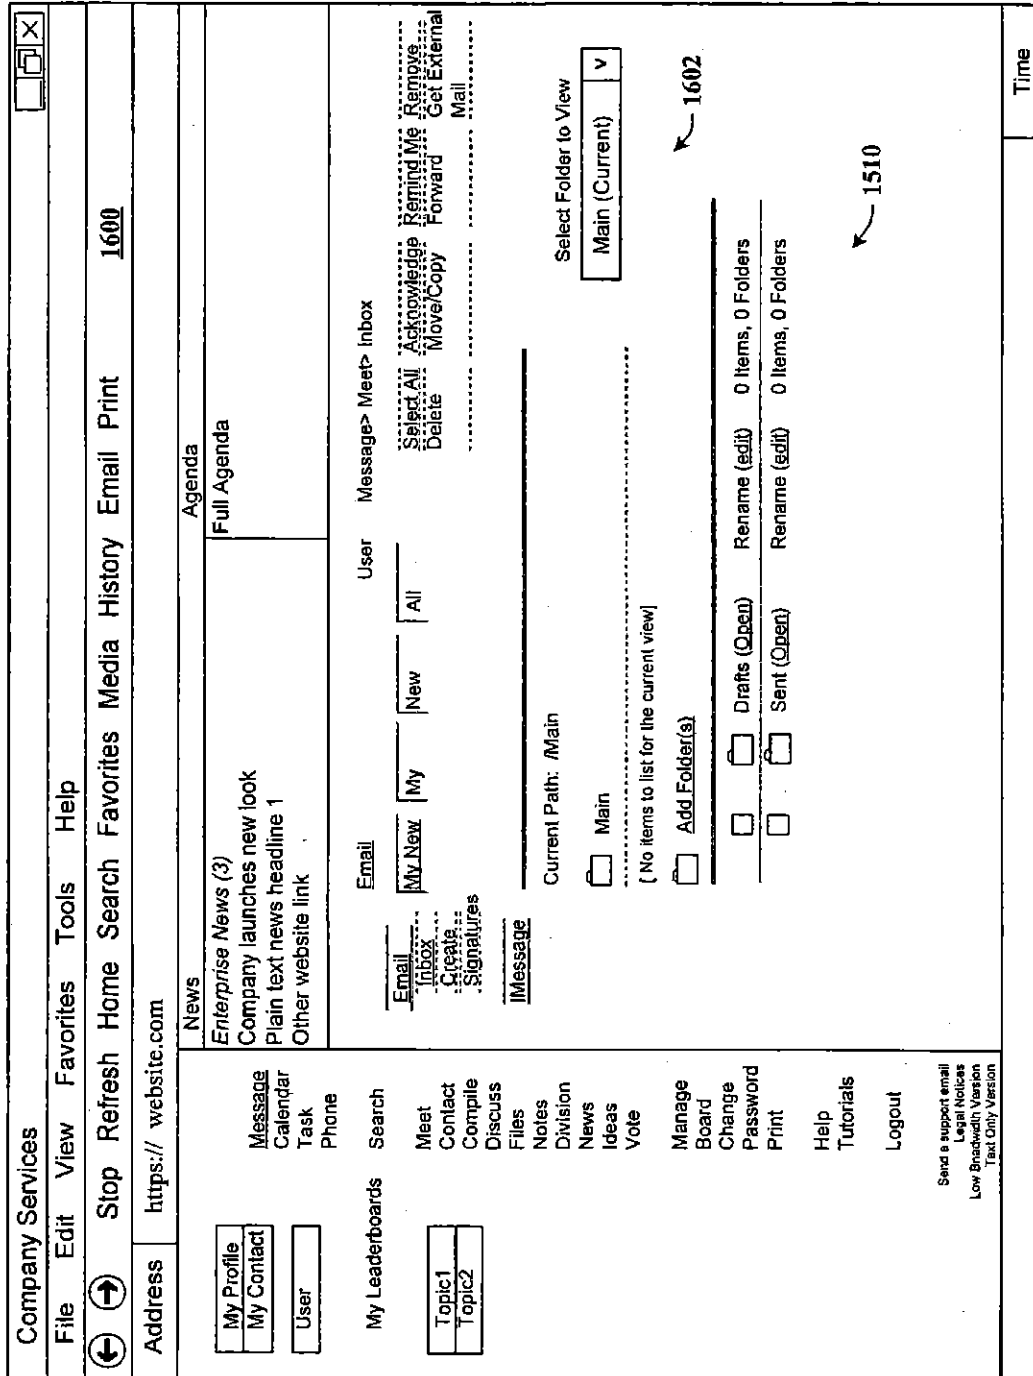 Company Services
File Edit View Favorites Tools Help
Stop Refresh Home Search Favorites Media History Email Print 1600
Address https:// website.com
News Agenda
Enterprise News (3) Full Agenda
Company launches new look
Plain text news headline 1
Other website link
My Profile
My Contact
User
My Leaderboards
Topic1
Topic2
Message
Calendar
Task
Phone
Search
Meet
Contact
Compile
Discuss
Files
Notes
Division
News
Ideas
Vote
Manage
Board
Change
Password
Print
Help
Tutorials
Logout
Send a support email
Legal Notices
Low Bnadwidth Version
Text Only Version
Email
Inbox
Create
Signatures
IMessage
Email User Message> Meet> Inbox
My New My New All
Select All Acknowledge Remind Me Remove
Delete Move/Copy Forward Get External
Mail
Current Path: /Main
Select Folder to View
Main Main (Current) V
[ No items to list for the current view]
Add Folder(s)
1602
Drafts (Open) Rename (edit) 0 Items, 0 Folders
Sent (Open) Rename (edit) 0 Items, 0 Folders
1510
Time